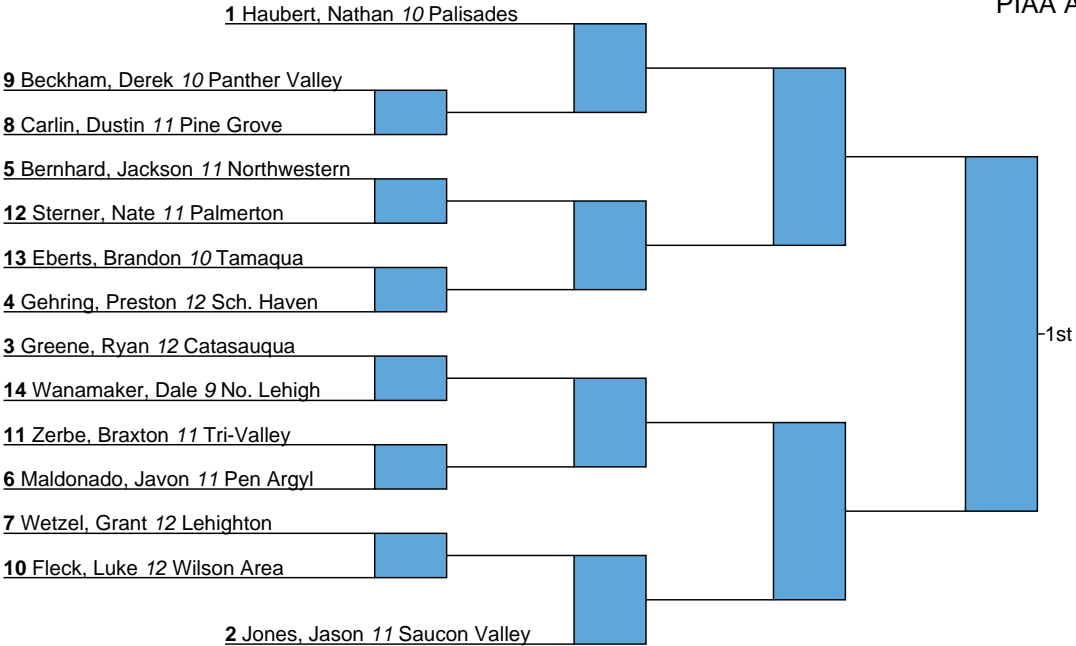 PIAA A
1 Haubert, Nathan 10 Palisades
9 Beckham, Derek 10 Panther Valley
8 Carlin, Dustin 11 Pine Grove
5 Bernhard, Jackson 11 Northwestern
12 Sterner, Nate 11 Palmerton
13 Eberts, Brandon 10 Tamaqua
4 Gehring, Preston 12 Sch. Haven
1st
3 Greene, Ryan 12 Catasauqua
14 Wanamaker, Dale 9 No. Lehigh
11 Zerbe, Braxton 11 Tri-Valley
6 Maldonado, Javon 11 Pen Argyl
7 Wetzel, Grant 12 Lehighton
10 Fleck, Luke 12 Wilson Area
2 Jones, Jason 11 Saucon Valley